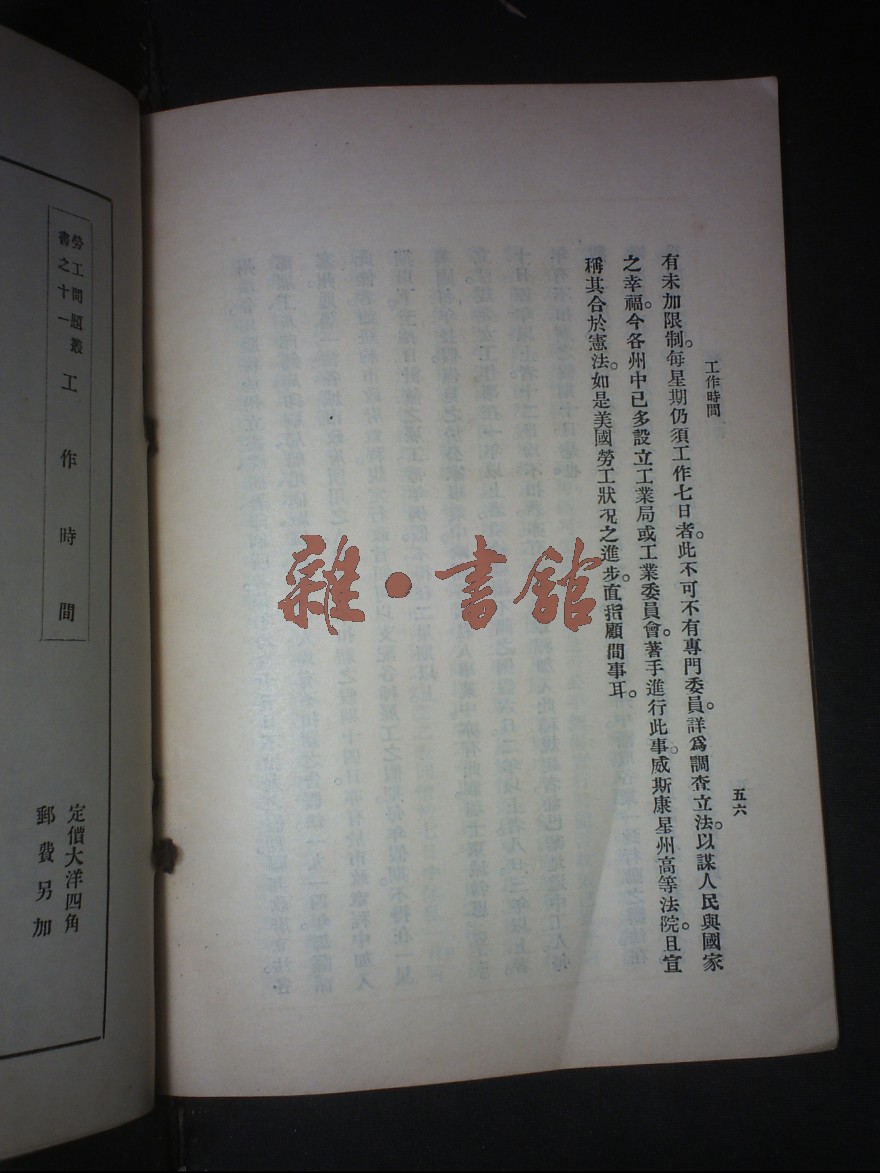 工作時間
五六
有未加限制。每星期仍須工作七日者。此不可不有專門委員。詳爲調查立法。以謀人民與國家
之幸福。今各州中已多設立工業局或工業委員會。著手進行此事。威斯康星州高等法院。且宣
稱其合於憲法。如是美國勞工狀况之進步。直指顧間事耳。
雜·書館
勞工問題叢
書之十一
工作時間
定價大洋四角
郵費另加